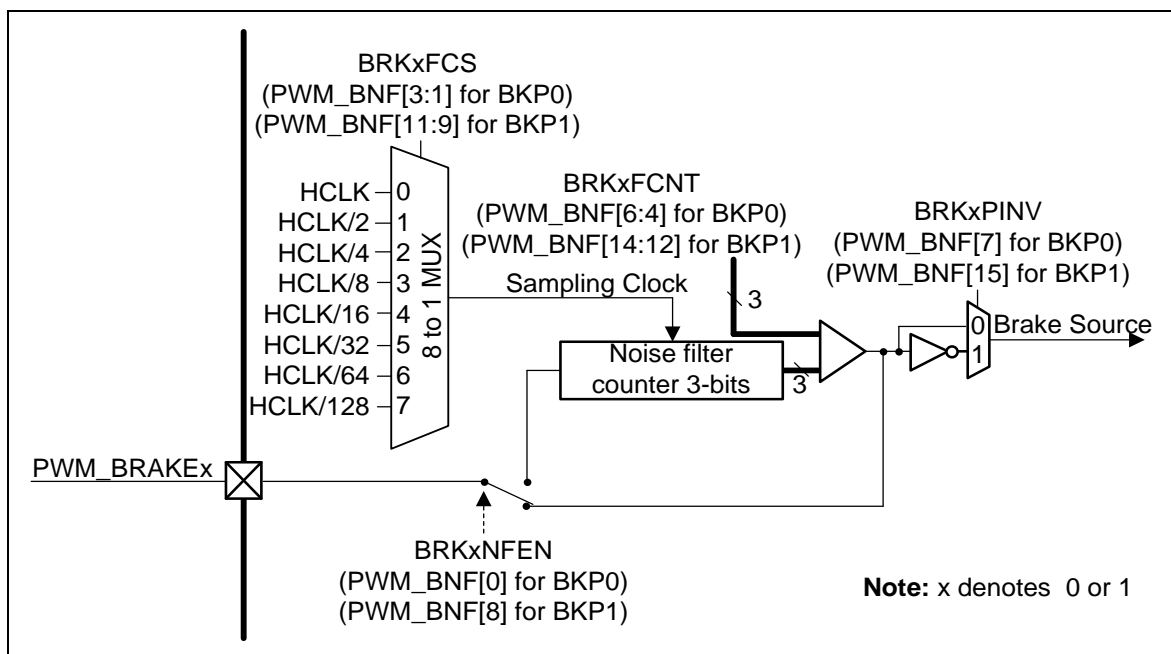 BRKxFCS
(PWM_BNF[3:1] for BKP0)
(PWM_BNF[11:9] for BKP1)
HCLK 0
HCLK/2 1
HCLK/4 2
HCLK/8 3
HCLK/16 4
HCLK/32 5
HCLK/64 6
HCLK/128 7
8 to 1 MUX
BRKxFCNT
(PWM_BNF[6:4] for BKP0)
(PWM_BNF[14:12] for BKP1)
Sampling Clock
3
Noise filter
counter 3-bits
3
BRKxPINV
(PWM_BNF[7] for BKP0)
(PWM_BNF[15] for BKP1)
0
1
Brake Source
PWM_BRAKEx
BRKxNFEN
(PWM_BNF[0] for BKP0)
(PWM_BNF[8] for BKP1)
Note: x denotes 0 or 1